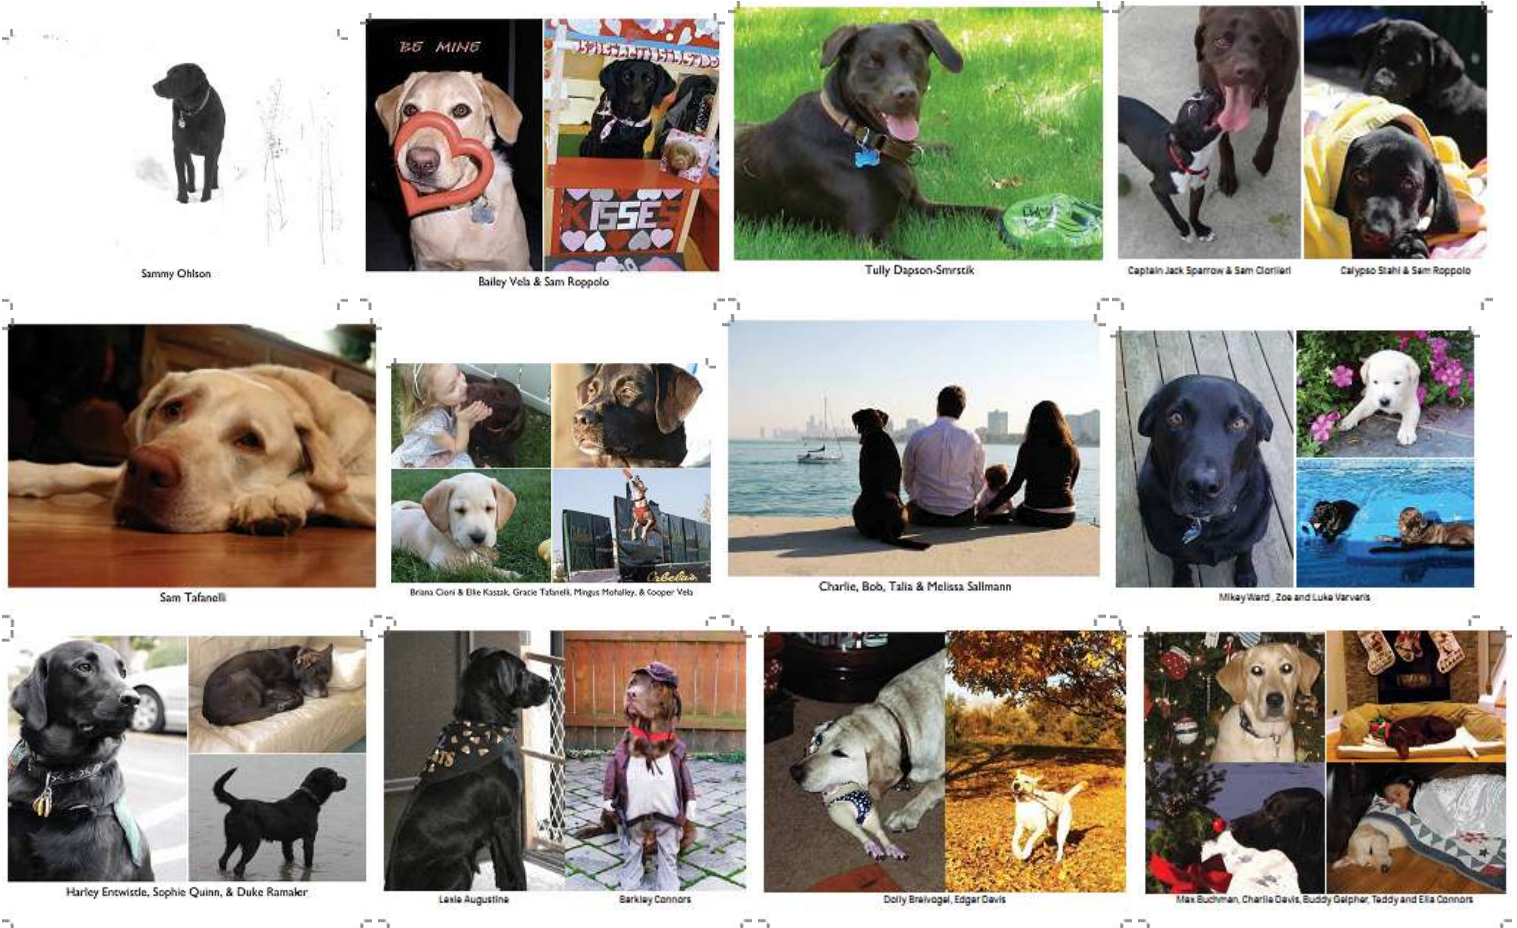 Sammy Ohlson
BE MINE
KISSES
Bailey Vela & Sam Roppolo
Tully Dapson-Smrstik
Captain Jack Sparrow & Sam Ciorlieri
Calypso Stahl & Sam Roppolo
Sam Tafanelli
Cabela's
Briana Cioni & Ellie Kaszak, Gracie Tafanelli, Mingus Mohalley, & Cooper Vela
Charlie, Bob, Talia & Melissa Sallmann
Mikey Ward , Zoe and Luke Varveris
Harley Entwistle, Sophie Quinn, & Duke Ramaker
Lexie Augustine
Barkley Connors
Dolly Breivogel, Edgar Davis
Max Buchman, Charlie Davis, Buddy Gelpher, Teddy and Ella Connors